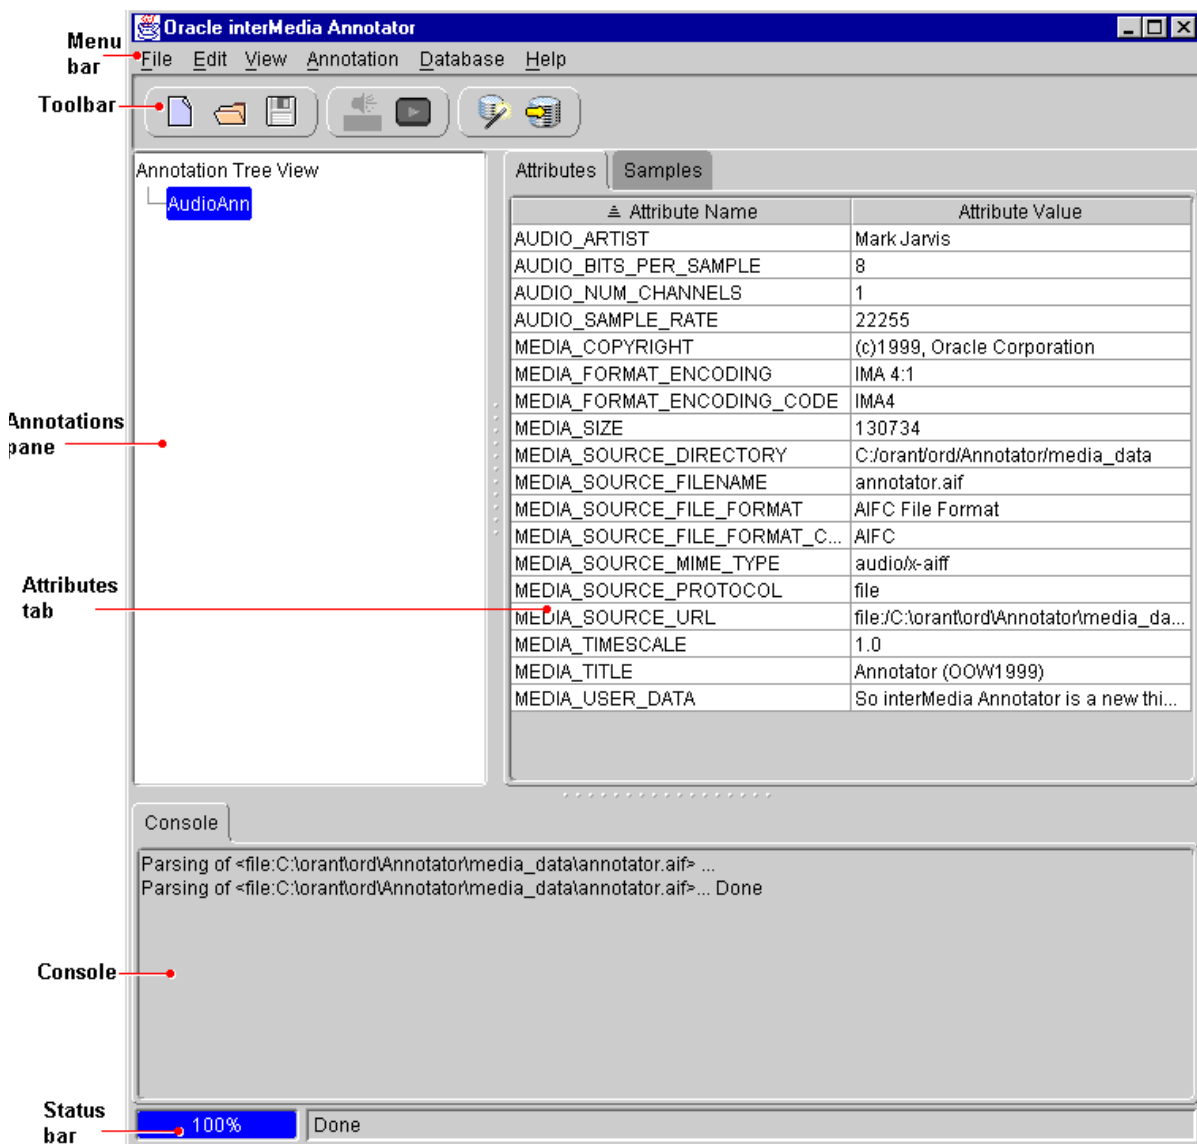 Oracle interMedia Annotator
Menu bar
File Edit View Annotation Database Help
Toolbar
Annotation Tree View
AudioAnn
Attributes Samples
Attribute Name Attribute Value
AUDIO_ARTIST Mark Jarvis
AUDIO_BITS_PER_SAMPLE 8
AUDIO_NUM_CHANNELS 1
AUDIO_SAMPLE_RATE 22255
MEDIA_COPYRIGHT (c)1999, Oracle Corporation
MEDIA_FORMAT_ENCODING IMA 4:1
MEDIA_FORMAT_ENCODING_CODE IMA4
MEDIA_SIZE 130734
MEDIA_SOURCE_DIRECTORY C:/orant/ord/Annotator/media_data
MEDIA_SOURCE_FILENAME annotator.aif
MEDIA_SOURCE_FILE_FORMAT AIFC File Format
MEDIA_SOURCE_FILE_FORMAT_C... AIFC
MEDIA_SOURCE_MIME_TYPE audio/x-aiff
MEDIA_SOURCE_PROTOCOL file
MEDIA_SOURCE_URL file:/C:\orant\ord\Annotator\media_da...
MEDIA_TIMESCALE 1.0
MEDIA_TITLE Annotator (OOW1999)
MEDIA_USER_DATA So interMedia Annotator is a new thi...
Annotations
pane
Attributes
tab
Console
Parsing of <file:C:\orant\ord\Annotator\media_data\annotator.aif> ...
Parsing of <file:C:\orant\ord\Annotator\media_data\annotator.aif>... Done
Console
Status
bar
100% Done